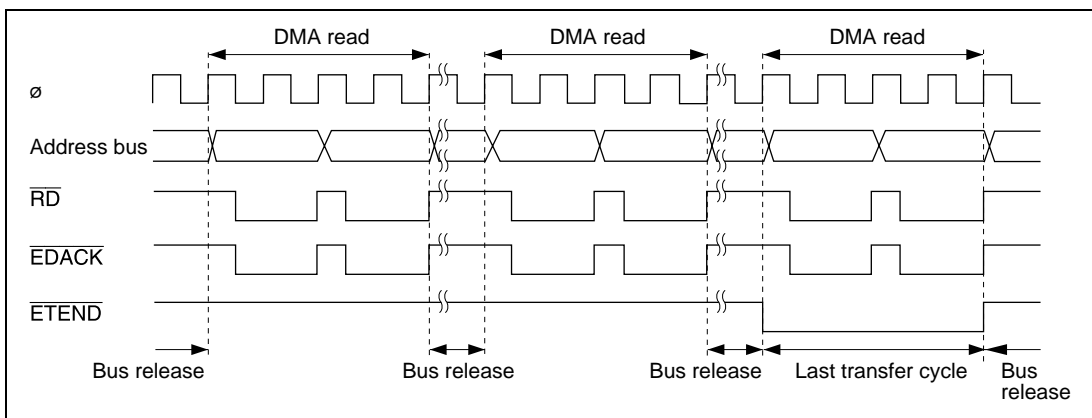 DMA read DMA read DMA read
ø
Address bus
RD
EDACK
ETEND
Bus release Bus release Bus release Last transfer cycle Bus release